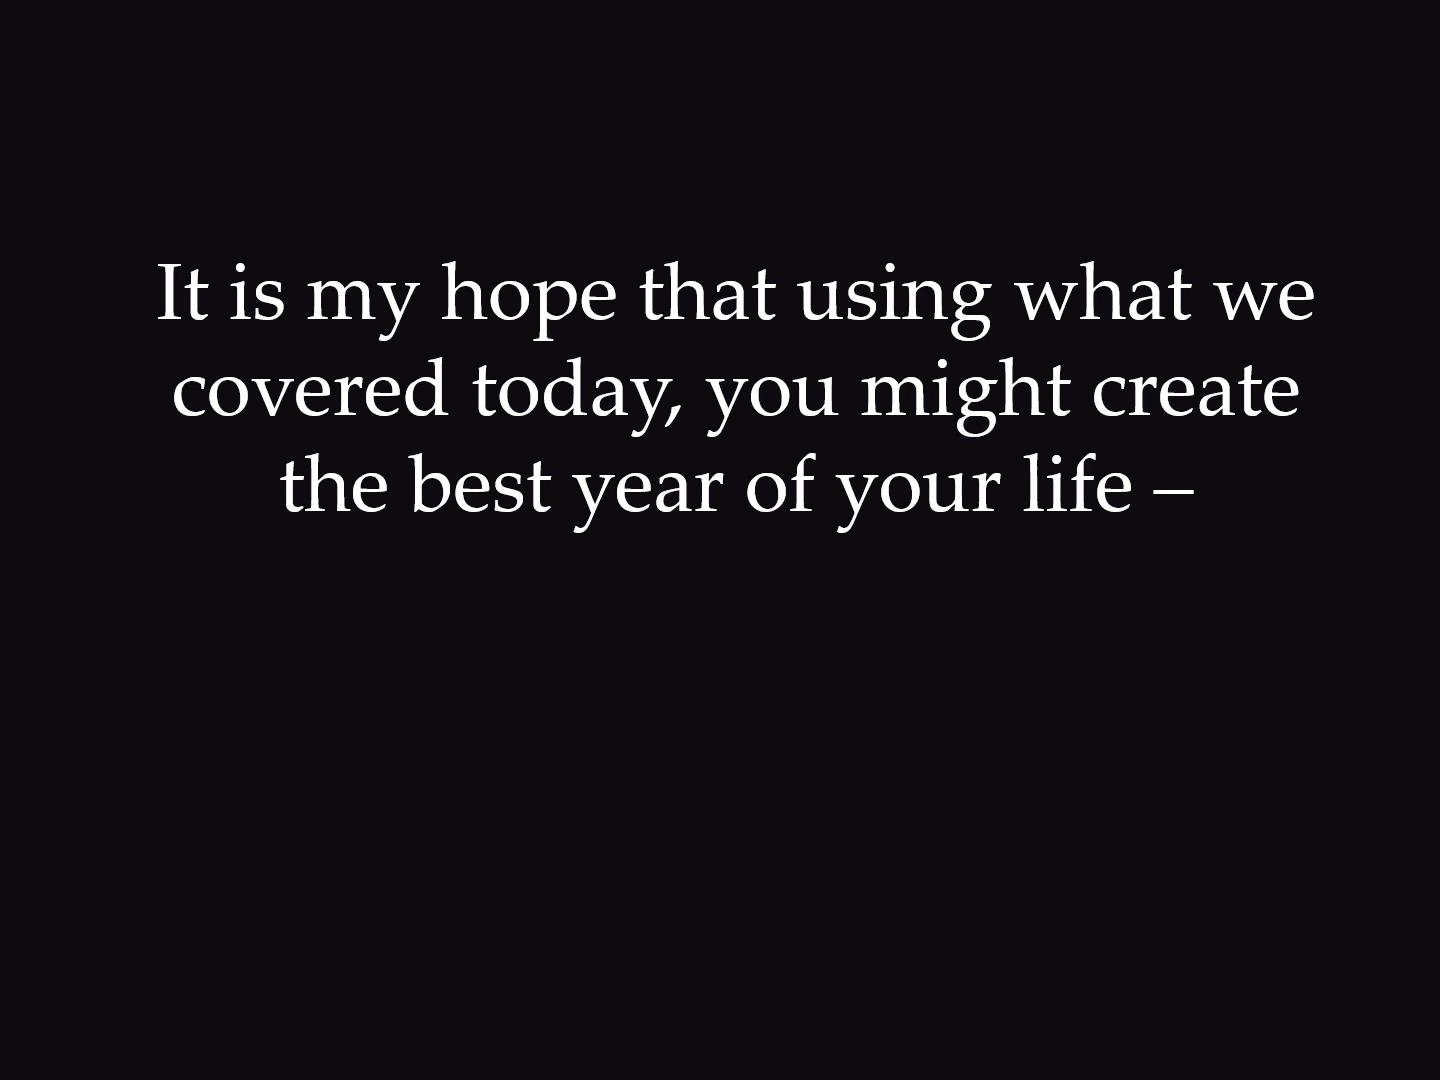 It is my hope that using what we
covered today, you might create
the best year of your life –